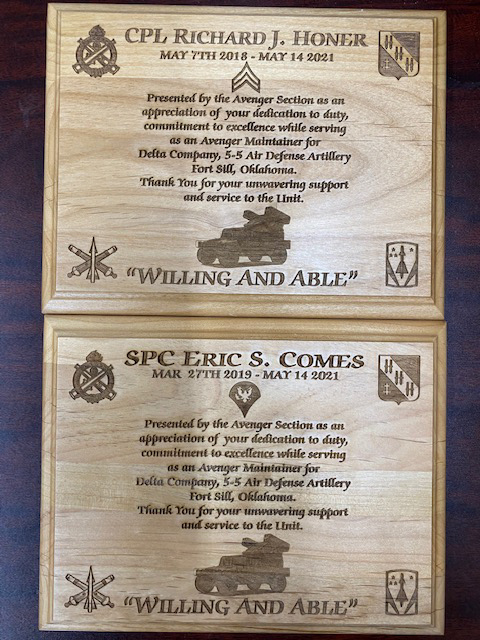 CPL RICHARD J. HONER
MAY 7TH 2018 - MAY 14 2021
Presented by the Avenger Section as an
appreciation of your dedication to duty,
commitment to excellence while serving
as an Avenger Maintainer for
Delta Company, 5-5 Air Defense Artillery
Fort Sill, Oklahoma.
Thank You for your unwavering support
and service to the Unit.
"WILLING AND ABLE"
SPC ERIC S. COMES
MAR 27TH 2019 - MAY 14 2021
Presented by the Avenger Section as an
appreciation of your dedication to duty,
commitment to excellence while serving
as an Avenger Maintainer for
Delta Company, 5-5 Air Defense Artillery
Fort Sill, Oklahoma.
Thank You for your unwavering support
and service to the Unit.
"WILLING AND ABLE"